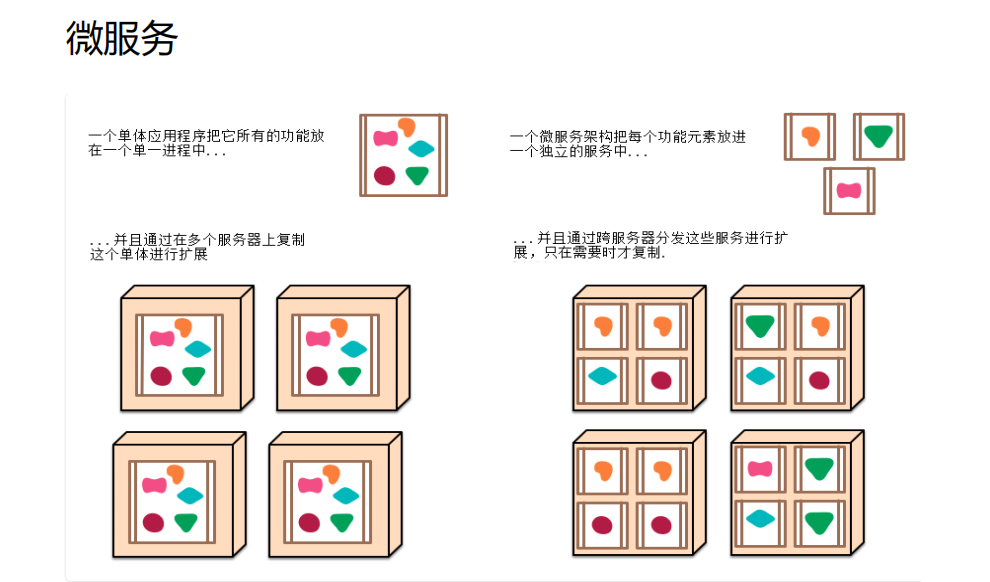 微服务
一个单体应用程序把它所有的功能放
在一个单一进程中...
一个微服务架构把每个功能元素放进
一个独立的服务中...
...并且通过在多个服务器上复制
这个单体进行扩展
...并且通过跨服务器分发这些服务进行扩
展，只在需要时才复制.